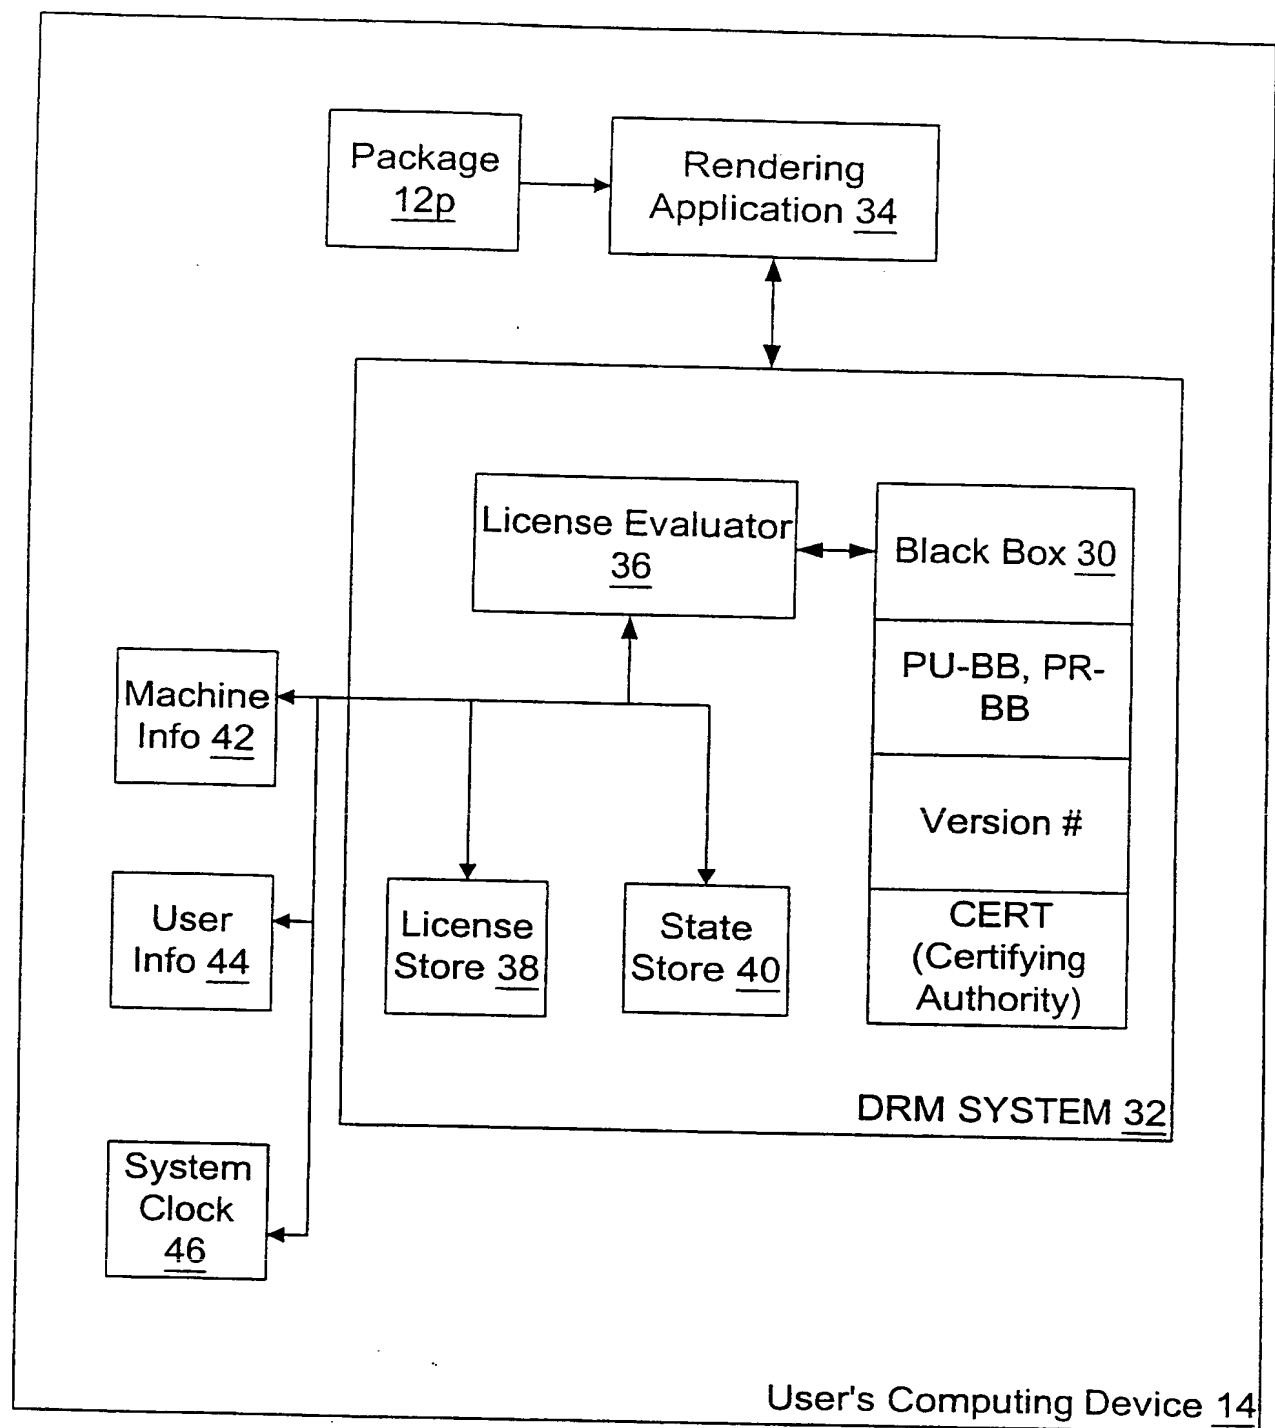 Package
12p
Rendering
Application 34
License Evaluator
36
Black Box 30
PU-BB, PR-
BB
Version #
CERT
(Certifying
Authority)
Machine
Info 42
User
Info 44
License
Store 38
State
Store 40
System
Clock
46
DRM SYSTEM 32
User's Computing Device 14